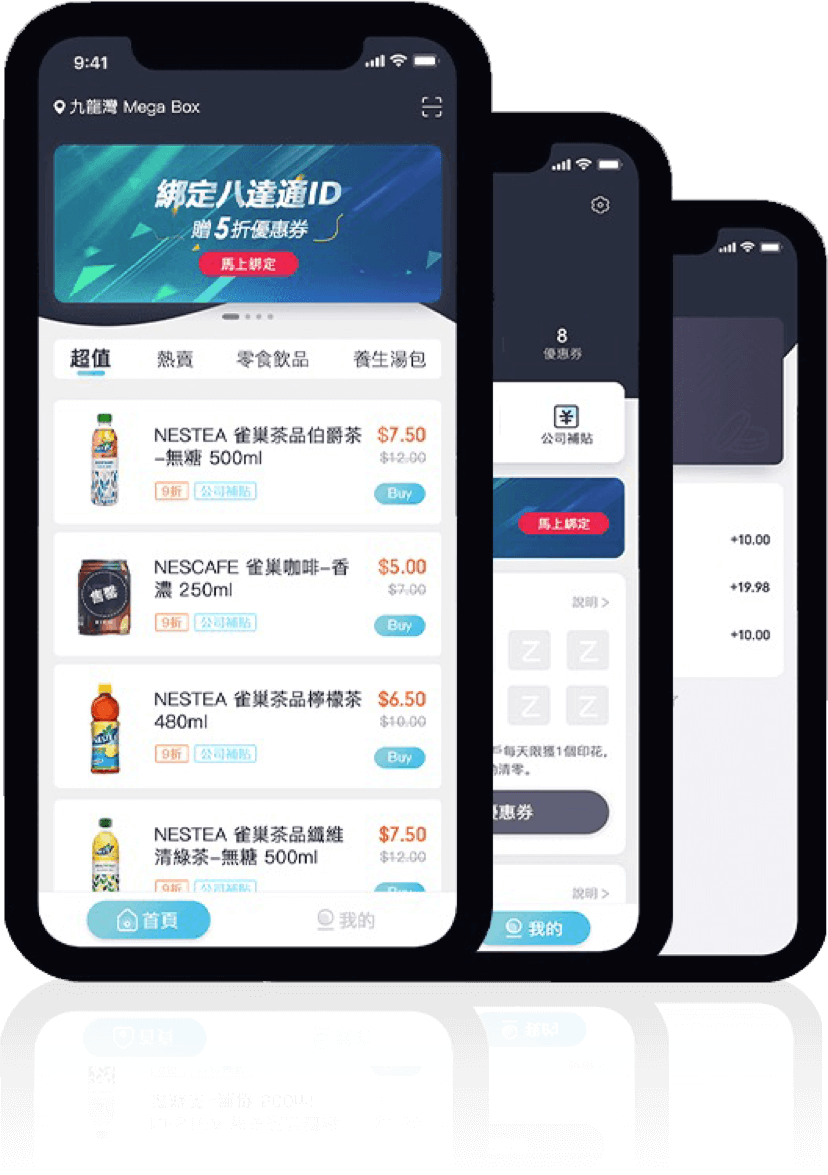 9:41
九龍灣 Mega Box
綁定八達通ID
贈5折優惠券
馬上綁定
超值 熱賣 零食飲品 養生湯包
NESTEA 雀巢茶品伯爵茶
-無糖 500ml
$7.50
$12.00
9折 公司補貼
Buy
NESCAFE 雀巢咖啡-香
濃 250ml
$5.00
$7.00
售罄
9折 公司補貼
Buy
NESTEA 雀巢茶品檸檬茶
480ml
$6.50
$10.00
9折 公司補貼
Buy
NESTEA 雀巢茶品纖維
清綠茶-無糖 500ml
$7.50
$12.00
9折 公司補貼
Buy
首頁 我的
8
優惠券
公司補貼
馬上綁定
說明 >
每天限獲1個印花,
清零。
惠券
說明 >
我的
+10.00
+19.98
+10.00